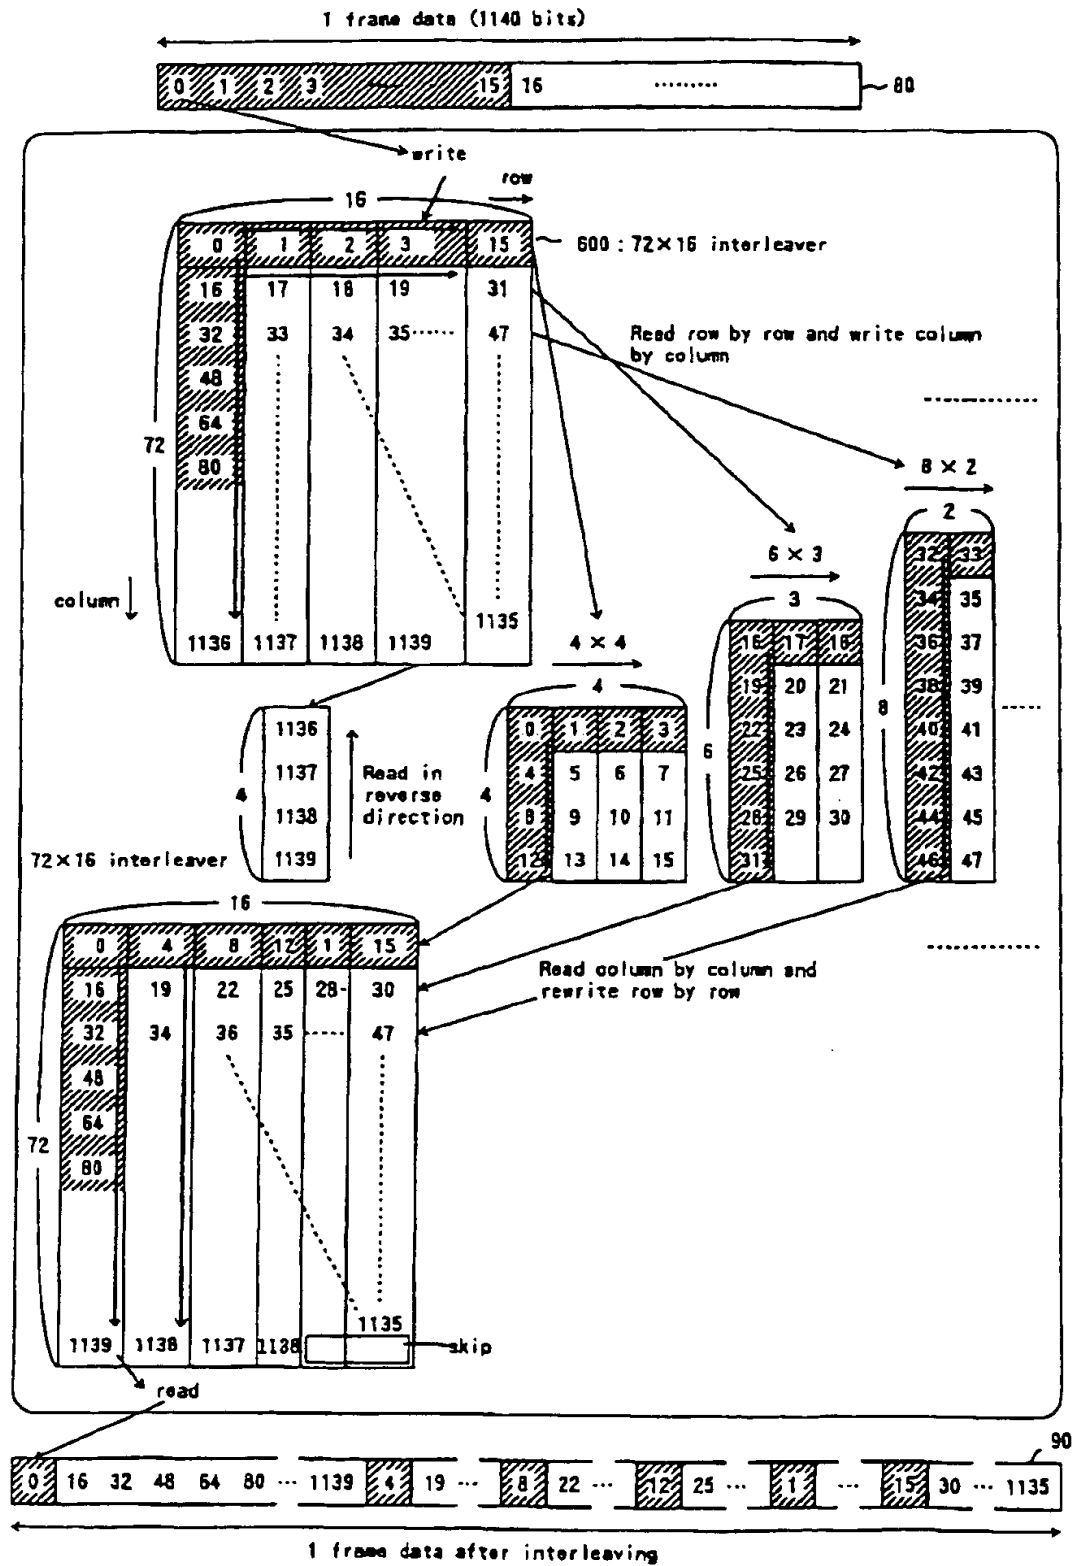 1 frame data (1140 bits)
0 1 2 3 ...... 15 16 ......... 80
write
row
16
0 1 2 3 15 600 : 72×16 interleaver
16 17 18 19 31
32 33 34 35 ...... 47
Read row by row and write column
by column
48
64
72
80
8 × 2
2
column
1136 1137 1138 1139 1135
6 × 3
3
4 × 4
4
32 33
34 35
36 37
38 39
40 41
42 43
44 45
46 47
8
16 17 18
19 20 21
22 23 24
25 26 27
28 29 30
31
6
0 1 2 3
4 5 6 7
8 9 10 11
12 13 14 15
4
1136
1137
1138
1139
4
Read in
reverse
direction
72×16 interleaver
16
0 4 8 12 1 15
16 19 22 25 28- 30
32 34 36 35 ...... 47
Read column by column and
rewrite row by row
48
64
72
80
1135
1139 1138 1137 1138 skip
read
90
0 16 32 48 64 80 ... 1139 4 19 ... 8 22 ... 12 25 ... 1 ... 15 30 ... 1135
1 frame data after interleaving